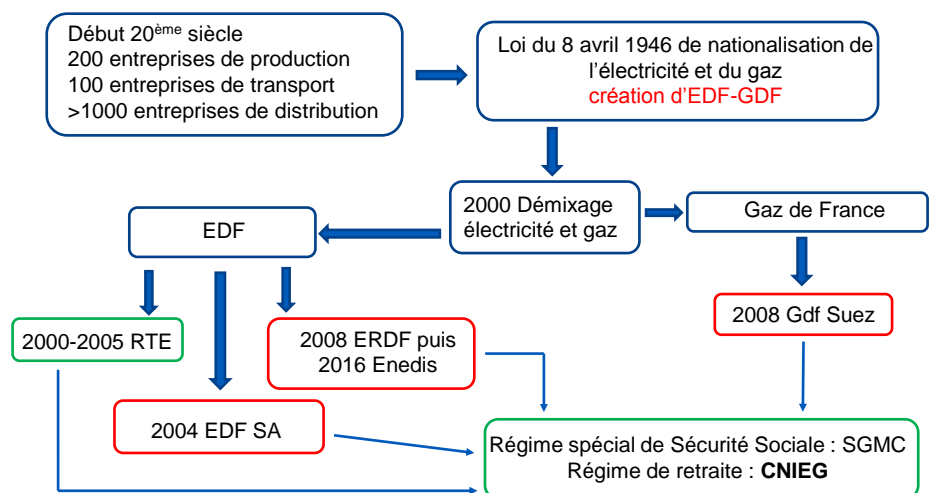 Début 20ème siècle
200 entreprises de production
100 entreprises de transport
>1000 entreprises de distribution
Loi du 8 avril 1946 de nationalisation de
l'électricité et du gaz
création d'EDF-GDF
2000 Démixage
électricité et gaz
Gaz de France
EDF
2000-2005 RTE
2008 ERDF puis
2016 Enedis
2008 Gdf Suez
2004 EDF SA
Régime spécial de Sécurité Sociale : SGMC
Régime de retraite : CNIEG